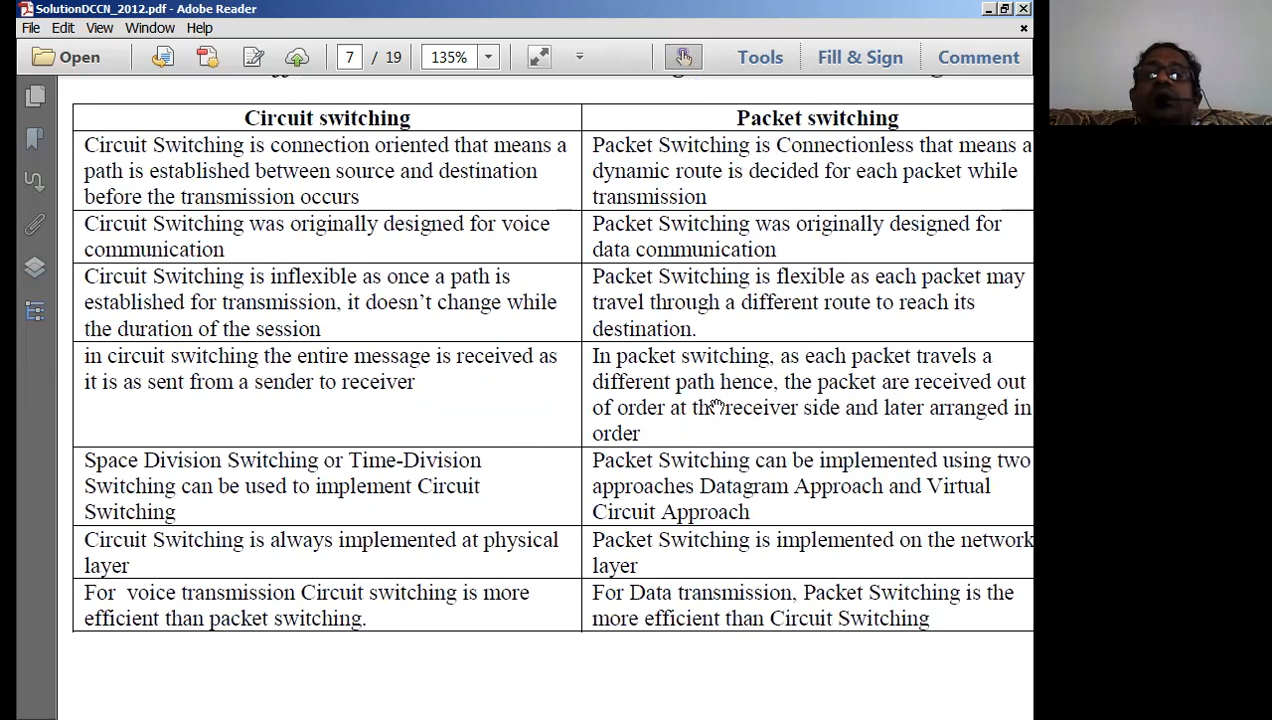 SolutionDCCN_2012.pdf - Adobe Reader
File Edit View Window Help
Open 7 / 19 135% Tools Fill & Sign Comment
Circuit switching
Packet switching
Circuit Switching is connection oriented that means a
path is established between source and destination
before the transmission occurs
Packet Switching is Connectionless that means a
dynamic route is decided for each packet while
transmission
Circuit Switching was originally designed for voice
communication
Packet Switching was originally designed for
data communication
Circuit Switching is inflexible as once a path is
established for transmission, it doesn't change while
the duration of the session
Packet Switching is flexible as each packet may
travel through a different route to reach its
destination.
in circuit switching the entire message is received as
it is as sent from a sender to receiver
In packet switching, as each packet travels a
different path hence, the packet are received out
of order at the receiver side and later arranged in
order
Space Division Switching or Time-Division
Switching can be used to implement Circuit
Switching
Packet Switching can be implemented using two
approaches Datagram Approach and Virtual
Circuit Approach
Circuit Switching is always implemented at physical
layer
Packet Switching is implemented on the network
layer
For voice transmission Circuit switching is more
efficient than packet switching.
For Data transmission, Packet Switching is the
more efficient than Circuit Switching